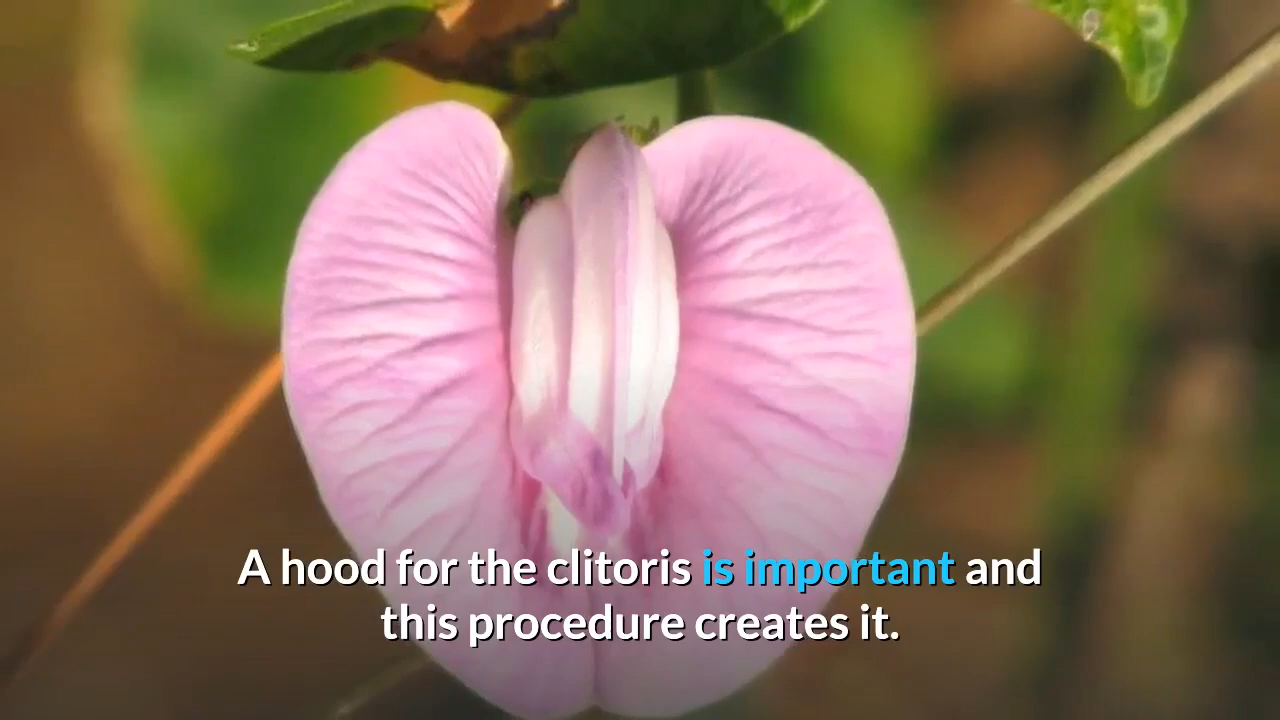 A hood for the clitoris is important and
this procedure creates it.